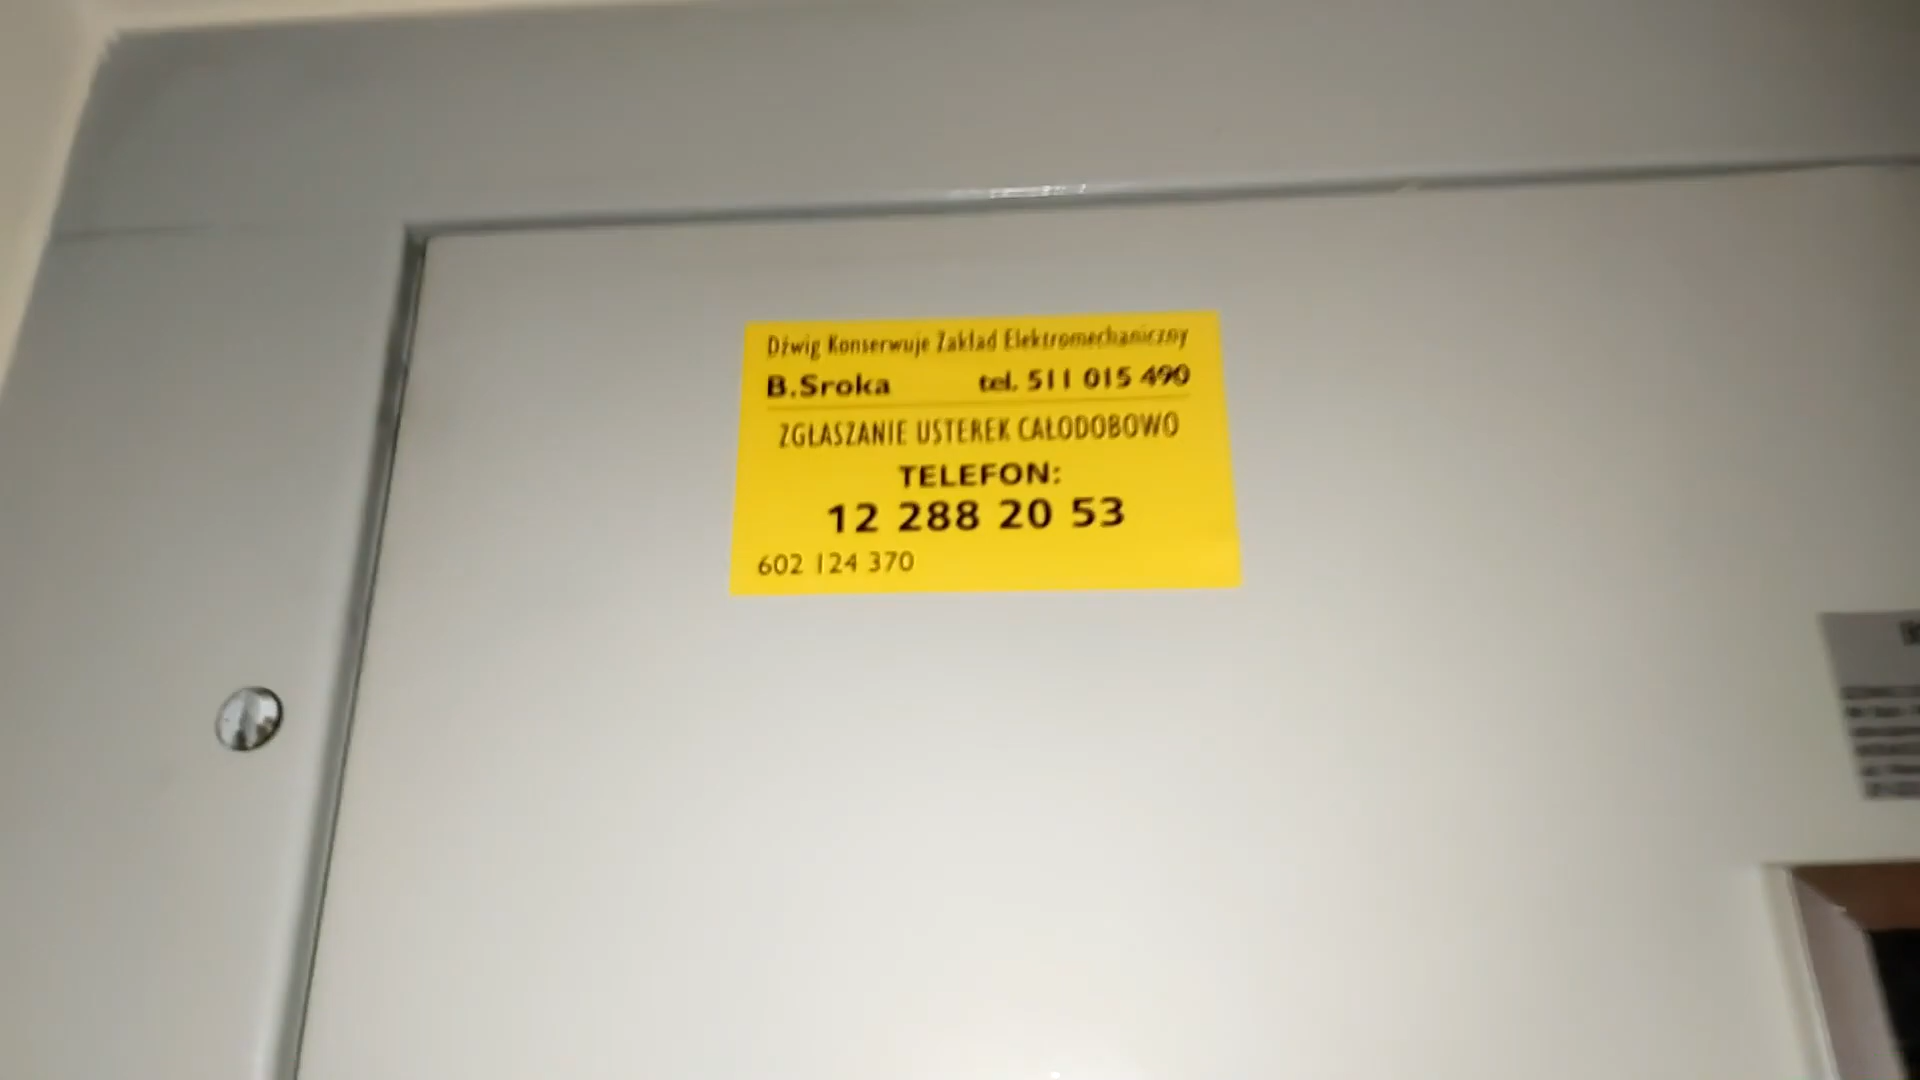 Dźwig Konserwuje Zakład Elektromechaniczny
B.Sroka tel. 511 015 490
ZGŁASZANIE USTEREK CAŁODOBOWO
TELEFON:
12 288 20 53
602 124 370